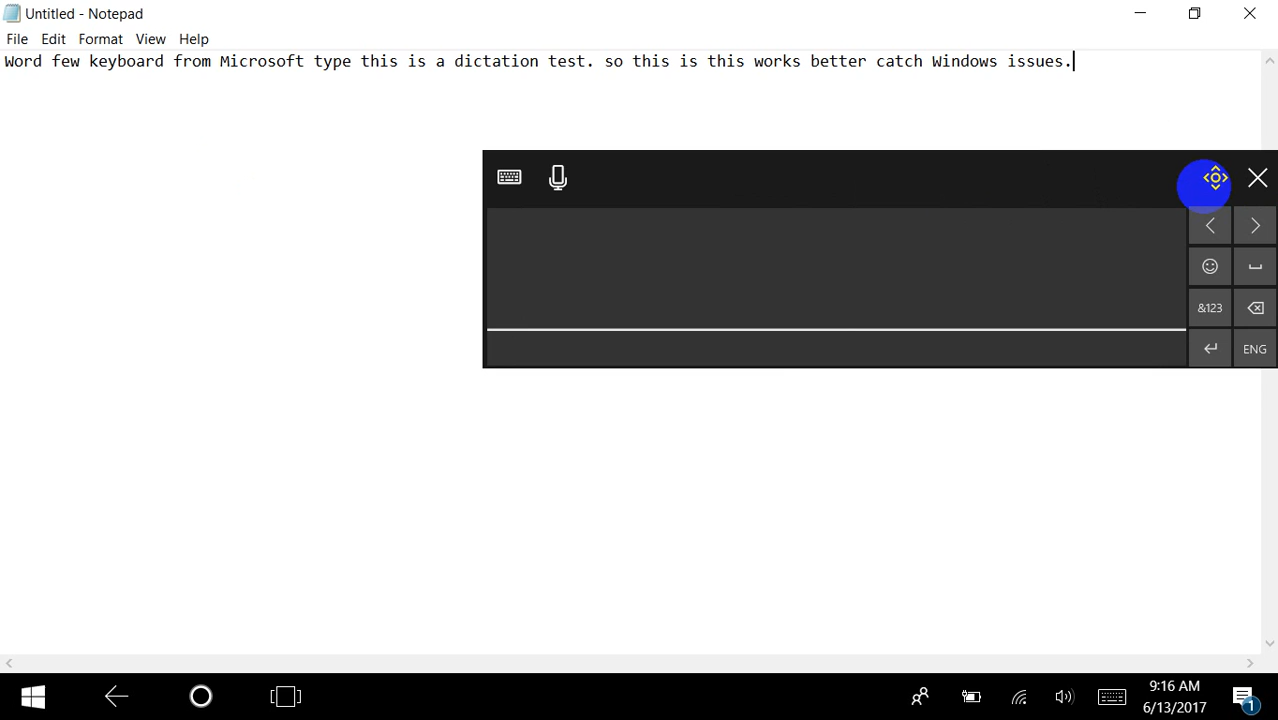 Untitled - Notepad
File Edit Format View Help
Word few keyboard from Microsoft type this is a dictation test. so this is this works better catch Windows issues.
&123
ENG
9:16 AM
6/13/2017
1